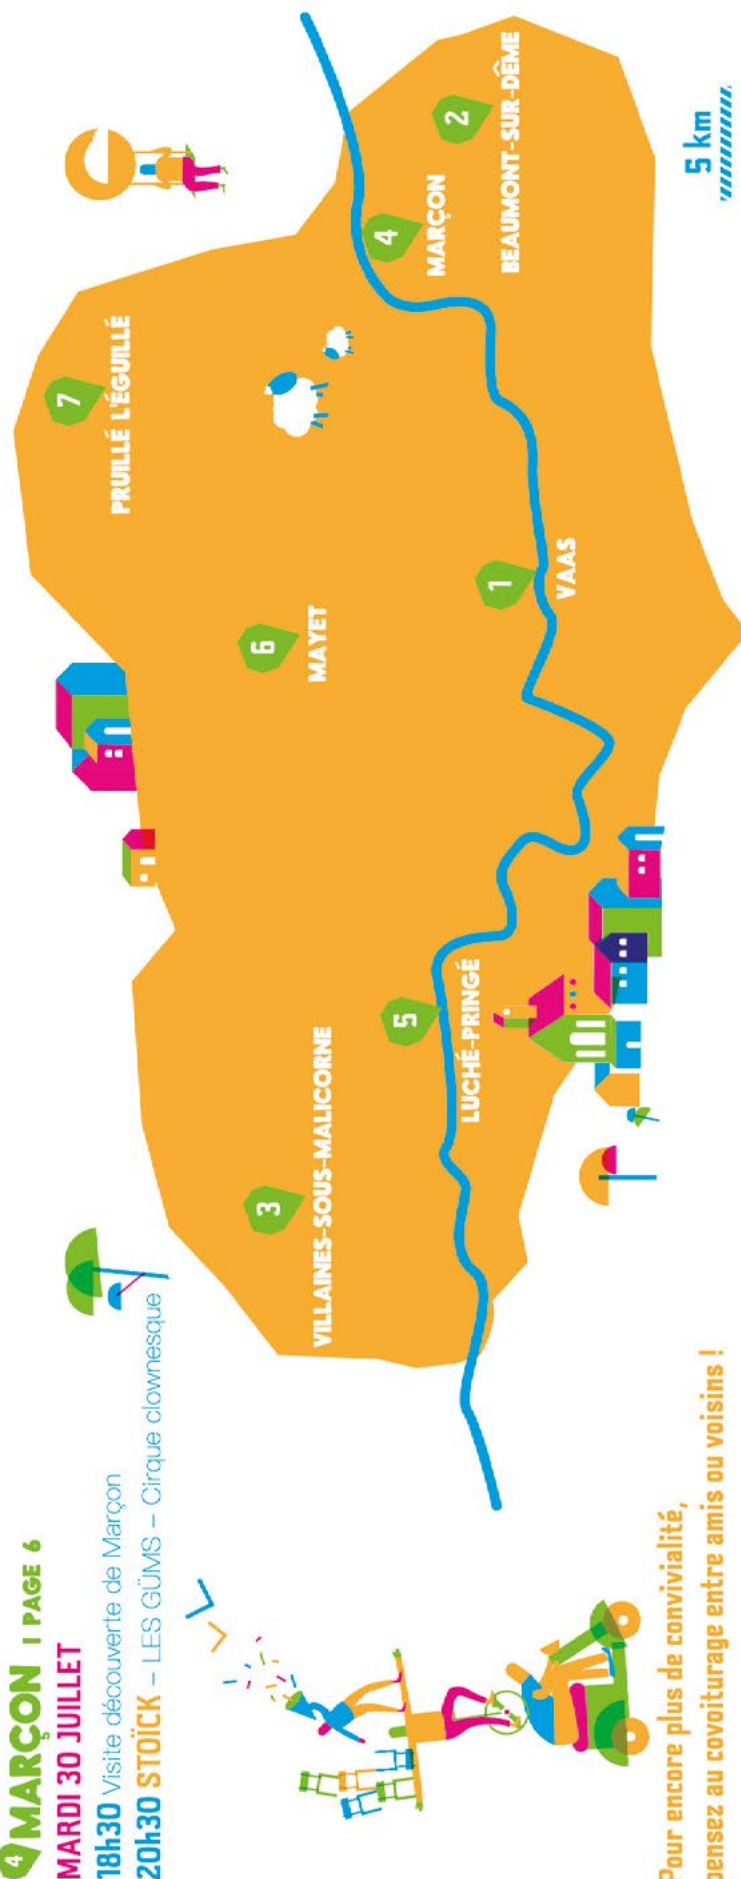 4 MARÇON | PAGE 6
MARDI 30 JUILLET
18h30 Visite découverte de Marçon
20h30 STOÏCK – LES GÜMS – Cirque clownesque
7
PRUILLÉ L'ÉGUILLÉ
6
MAYET
3
VILLAINES-SOUS-MALICORNE
5
LUCHÉ-PRINGÉ
1
VAAS
4
MARÇON
2
BEAUMONT-SUR-DÊME
5 km
Pour encore plus de convivialité,
pensez au covoiturage entre amis ou voisins !